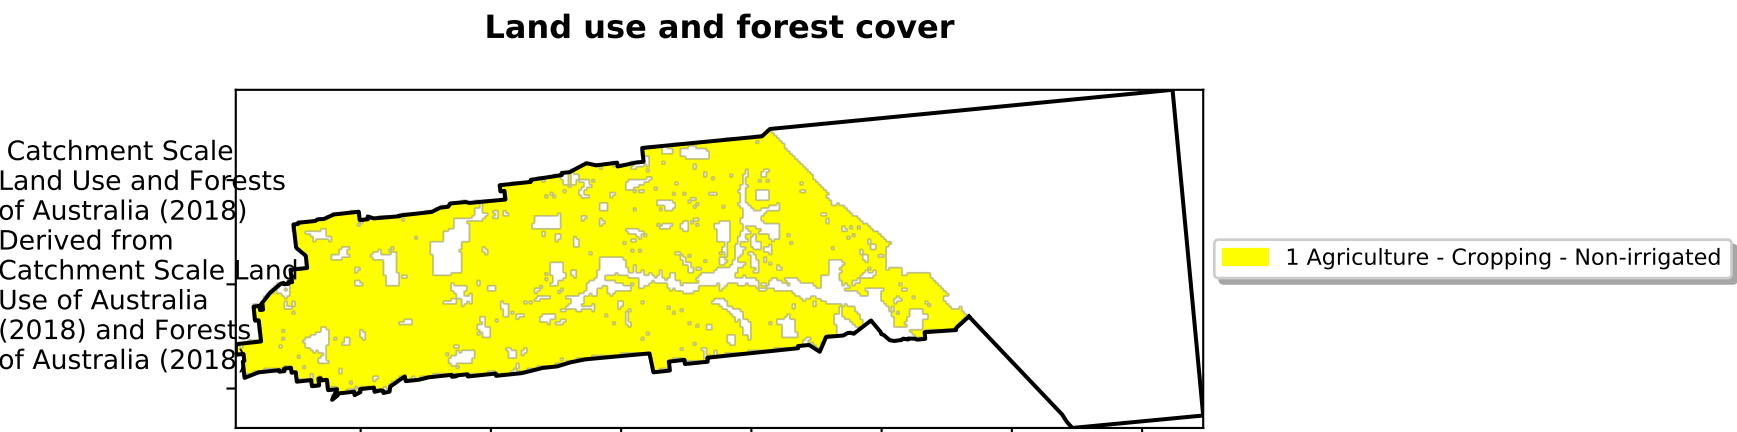 Land use and forest cover
Catchment Scale
Land Use and Forests
of Australia (2018)
Derived from
Catchment Scale Land
Use of Australia
(2018) and Forests
of Australia (2018)
1 Agriculture - Cropping - Non-irrigated